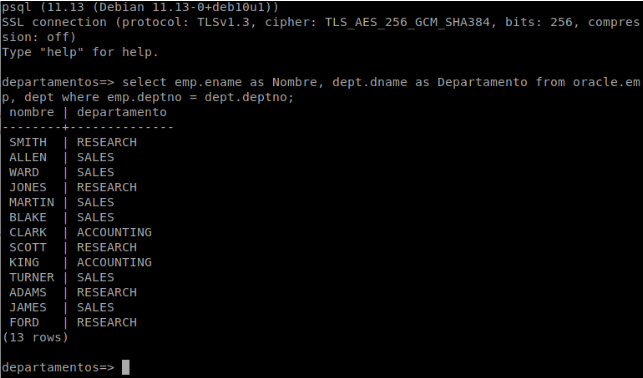 psql (11.13 (Debian 11.13-0+deb10u1))
SSL connection (protocol: TLSv1.3, cipher: TLS_AES_256_GCM_SHA384, bits: 256, compres
sion: off)
Type "help" for help.

departamentos=> select emp.ename as Nombre, dept.dname as Departamento from oracle.em
p, dept where emp.deptno = dept.deptno;
 nombre | departamento
--------+--------------
 SMITH  | RESEARCH
 ALLEN  | SALES
 WARD   | SALES
 JONES  | RESEARCH
 MARTIN | SALES
 BLAKE  | SALES
 CLARK  | ACCOUNTING
 SCOTT  | RESEARCH
 KING   | ACCOUNTING
 TURNER | SALES
 ADAMS  | RESEARCH
 JAMES  | SALES
 FORD   | RESEARCH
(13 rows)

departamentos=>